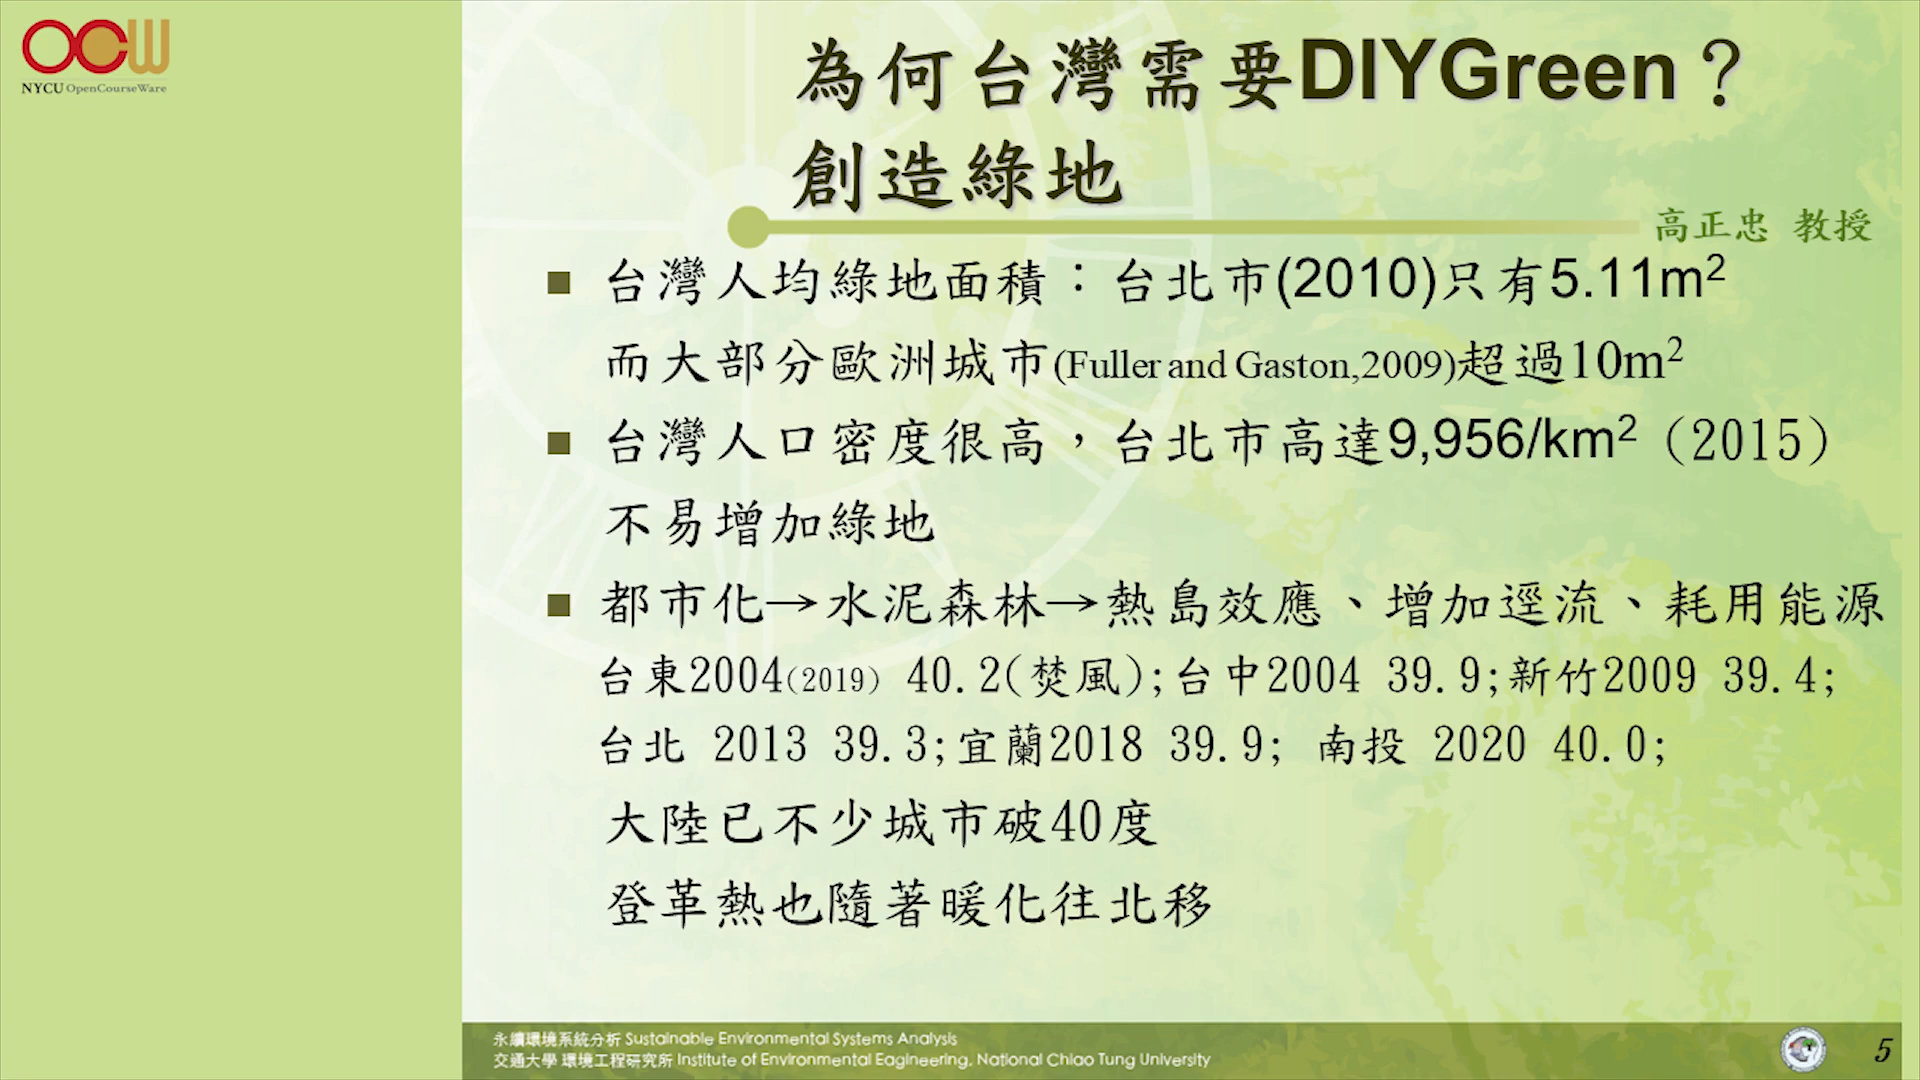 OCW
NYCU OpenCourseWare
為何台灣需要DIYGreen？
創造綠地
高正忠 教授
■ 台灣人均綠地面積：台北市(2010)只有5.11m²
而大部分歐洲城市(Fuller and Gaston,2009)超過10m²
■ 台灣人口密度很高，台北市高達9,956/km²（2015）
不易增加綠地
■ 都市化→水泥森林→熱島效應、增加逕流、耗用能源
台東2004(2019) 40.2(焚風);台中2004 39.9;新竹2009 39.4;
台北 2013 39.3;宜蘭2018 39.9; 南投 2020 40.0;
大陸已不少城市破40度
登革熱也隨著暖化往北移
永續環境系統分析 Sustainable Environmental Systems Analysis
交通大學 環境工程研究所 Institute of Environmental Eagineering, National Chiao Tung University
5